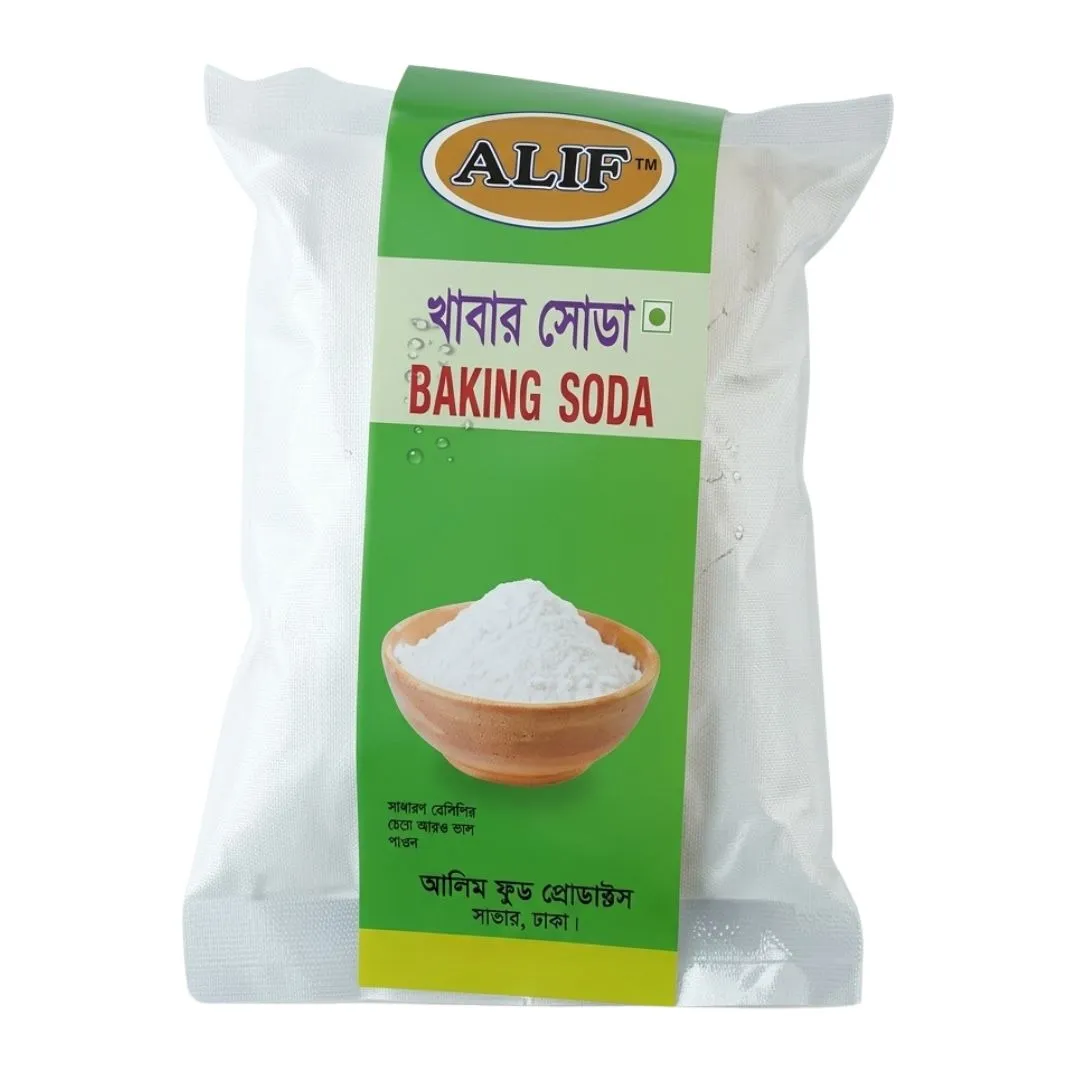 ALIF™
খাবার সোডা
BAKING SODA
সাধারণ রেসিপির
চেয়ে আরও ভাল
পাওন
আলিম ফুড প্রোডাক্টস
সাভার, ঢাকা।